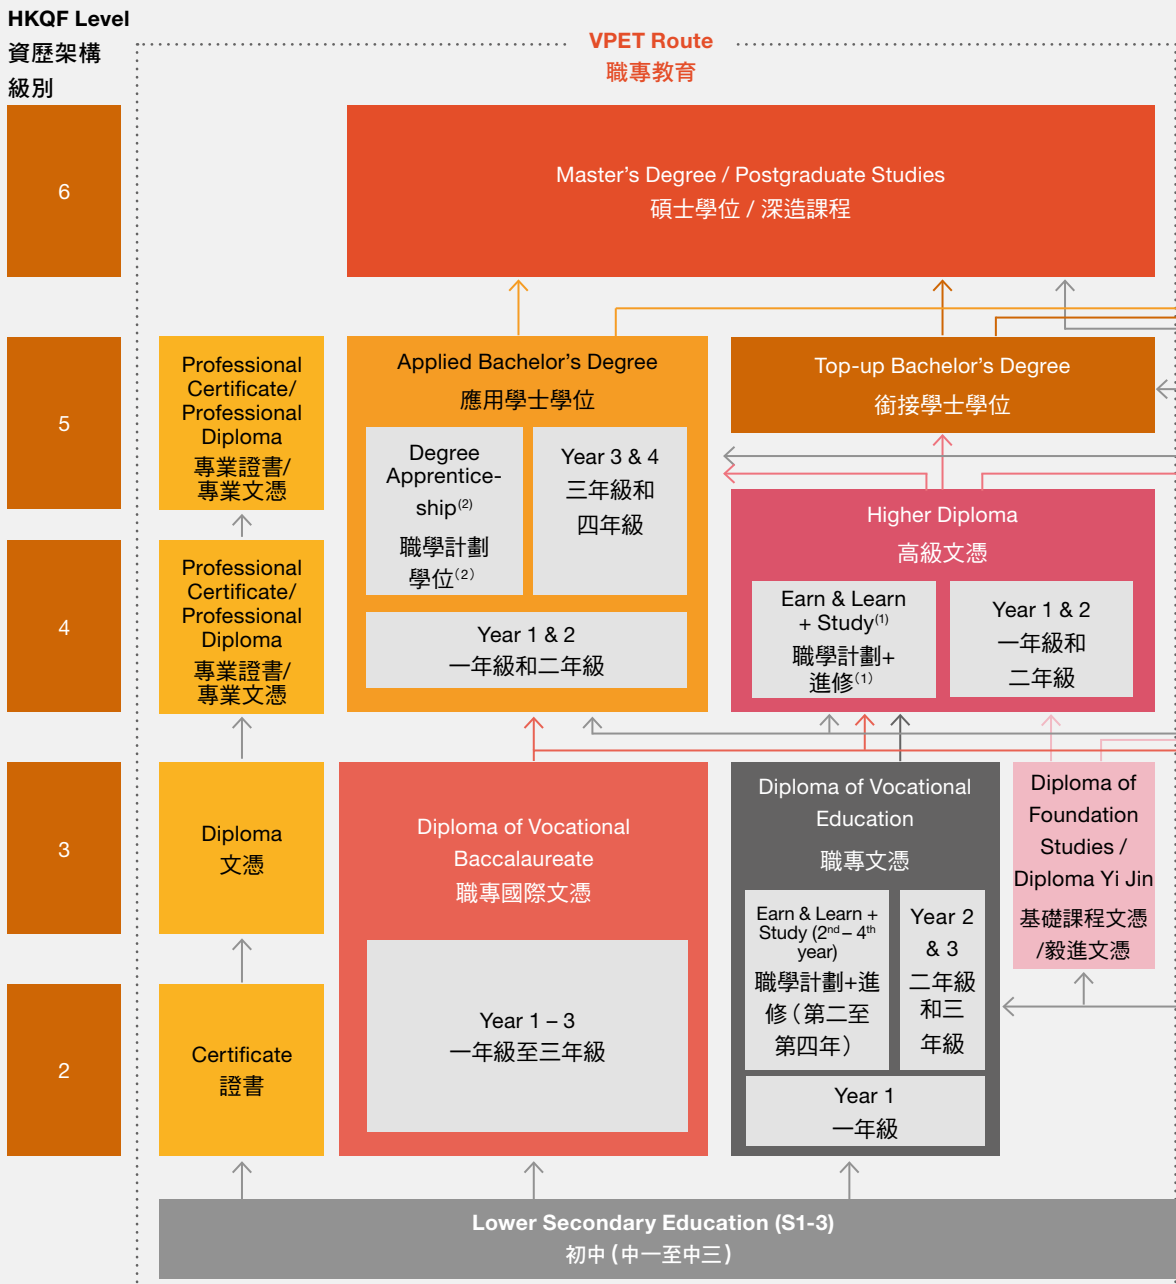 HKQF Level
資歷架構
級別
VPET Route
職專教育
6
Master's Degree / Postgraduate Studies
碩士學位 / 深造課程
5
Professional
Certificate/
Professional
Diploma
專業證書/
專業文憑
Applied Bachelor's Degree
應用學士學位
Degree
Apprentice-
ship(2)
職學計劃
學位(2)
Year 3 & 4
三年級和
四年級
Top-up Bachelor's Degree
銜接學士學位
4
Professional
Certificate/
Professional
Diploma
專業證書/
專業文憑
Year 1 & 2
一年級和二年級
Higher Diploma
高級文憑
Earn & Learn
+ Study(1)
職學計劃+
進修(1)
Year 1 & 2
一年級和
二年級
3
Diploma
文憑
Diploma of Vocational
Baccalaureate
職專國際文憑
Diploma of Vocational
Education
職專文憑
Diploma of
Foundation
Studies /
Diploma Yi Jin
基礎課程文憑
/毅進文憑
Earn & Learn +
Study (2nd – 4th
year)
職學計劃+進
修(第二至
第四年)
Year 2
& 3
二年級
和三
年級
2
Certificate
證書
Year 1 – 3
一年級至三年級
Year 1
一年級
Lower Secondary Education (S1-3)
初中(中一至中三)